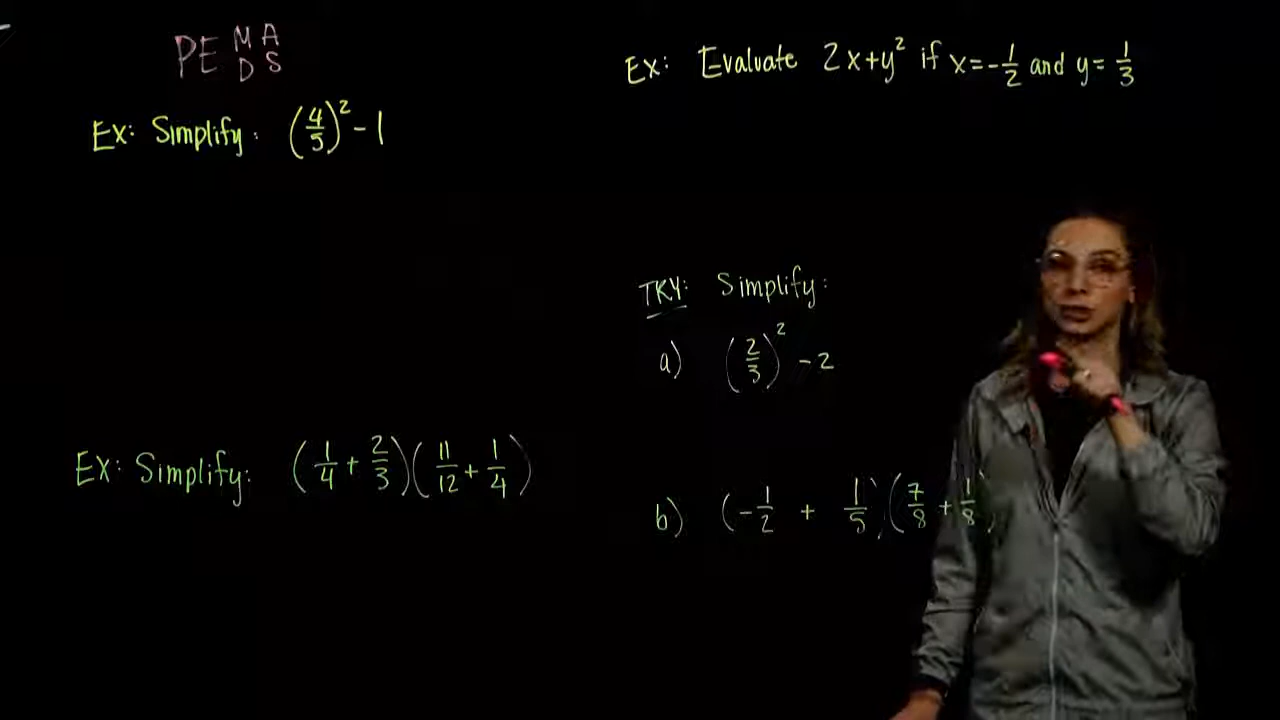 PE M A
D S
Ex: Simplify: (4/5)² - 1
Ex: Simplify: (1/4 + 2/3)(11/12 + 1/4)
Ex: Evaluate 2x+y² if x=-1/2 and y=1/3
TRY: Simplify:
a) (2/3)² - 2
b) (-1/2 + 1/5)(7/8 + 1/8)